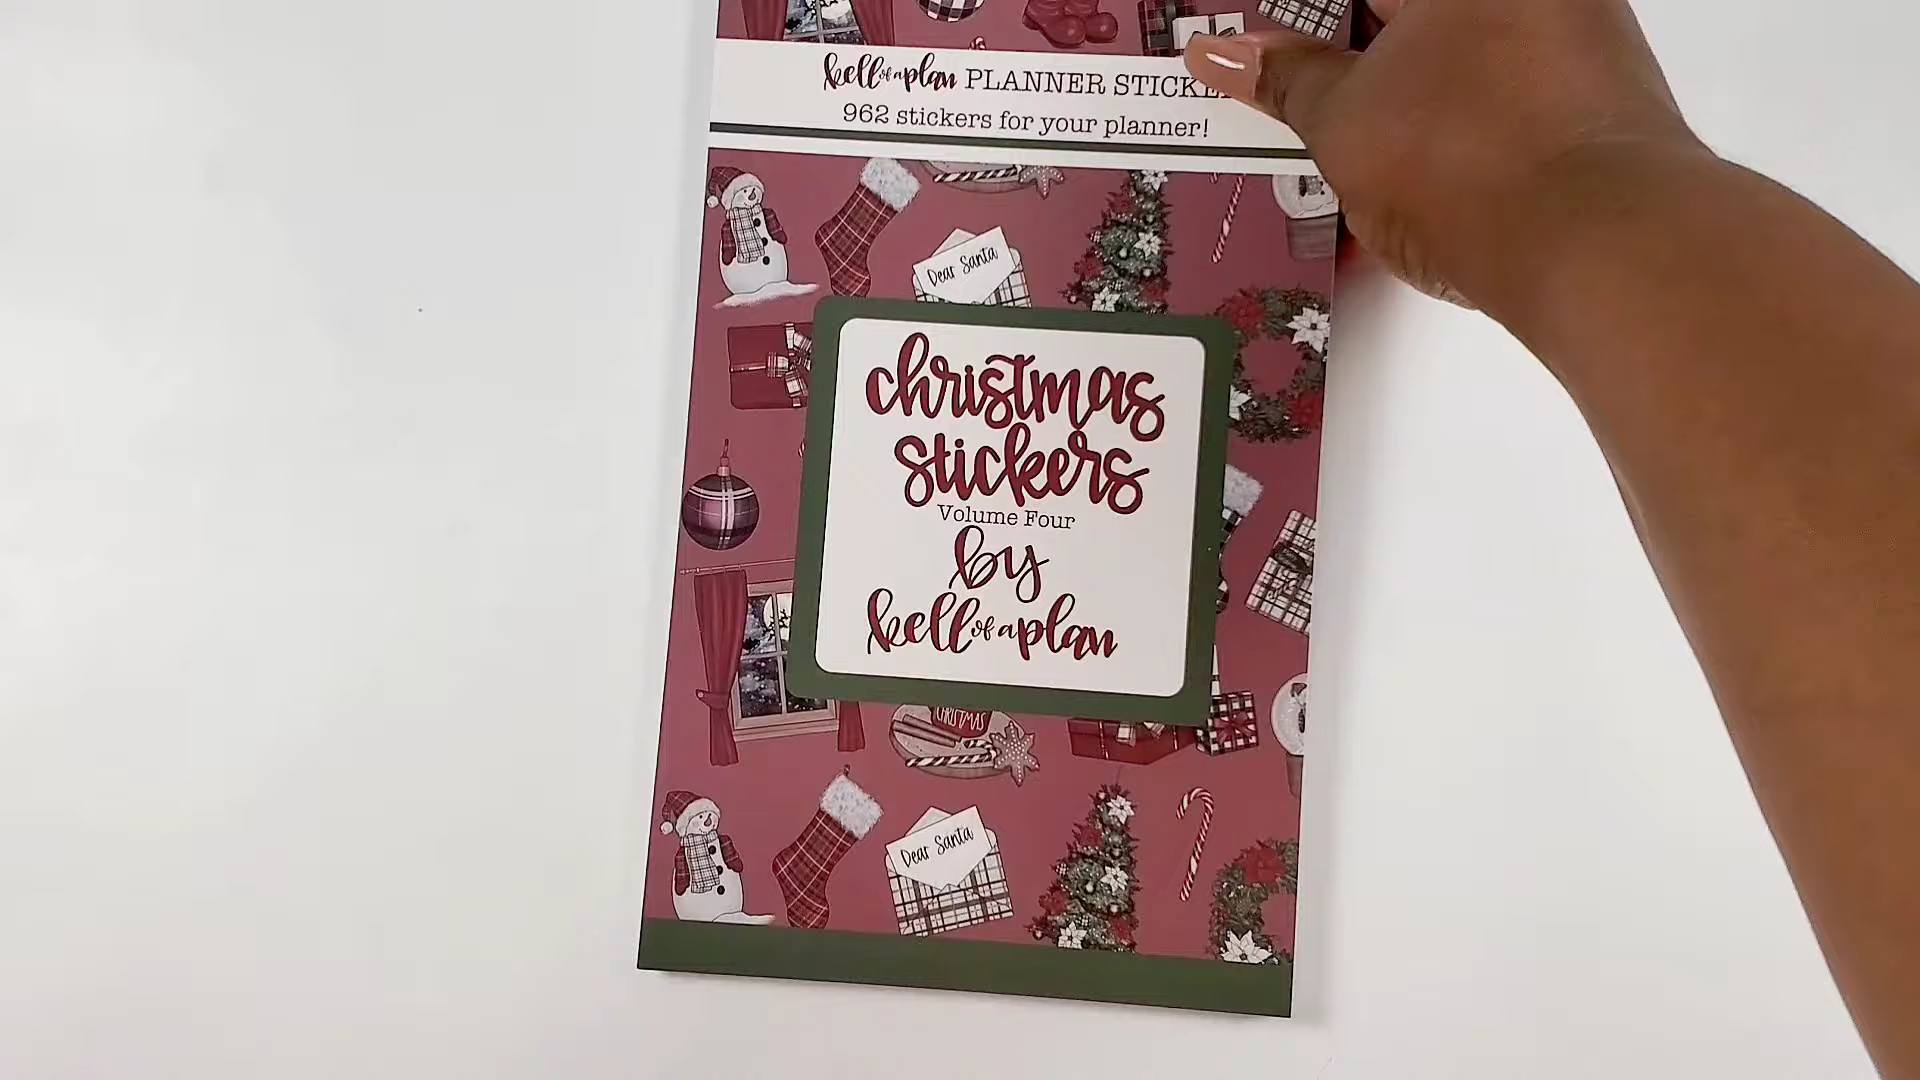 kell of a plan PLANNER
962 stickers for your planner!
Dear Santa
christmas
stickers
Volume Four
by
kell of a plan
CHRISTMAS
Dear Santa